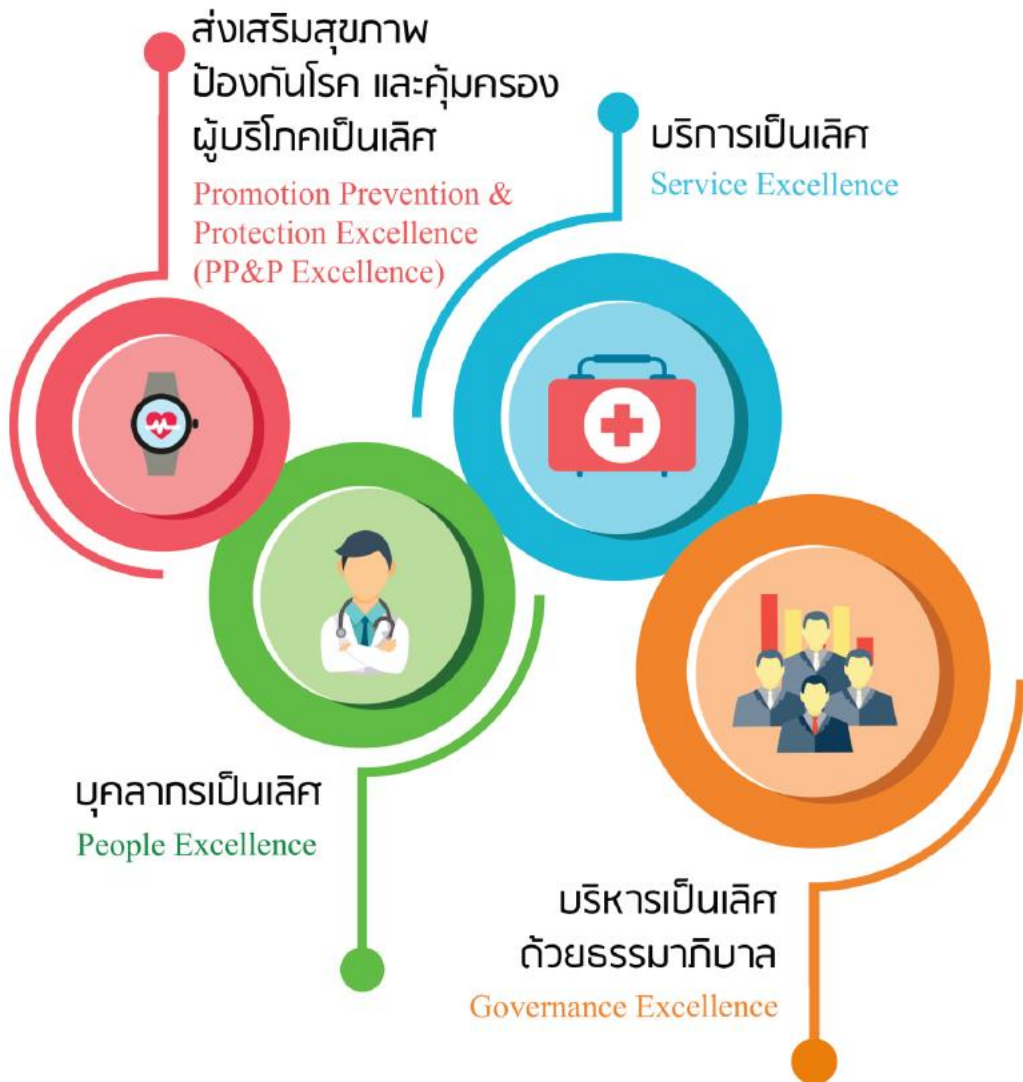 ส่งเสริมสุขภาพ
ป้องกันโรค และคุ้มครอง
ผู้บริโภคเป็นเลิศ
Promotion Prevention &
Protection Excellence
(PP&P Excellence)
บริการเป็นเลิศ
Service Excellence
บุคลากรเป็นเลิศ
People Excellence
บริหารเป็นเลิศ
ด้วยธรรมาภิบาล
Governance Excellence